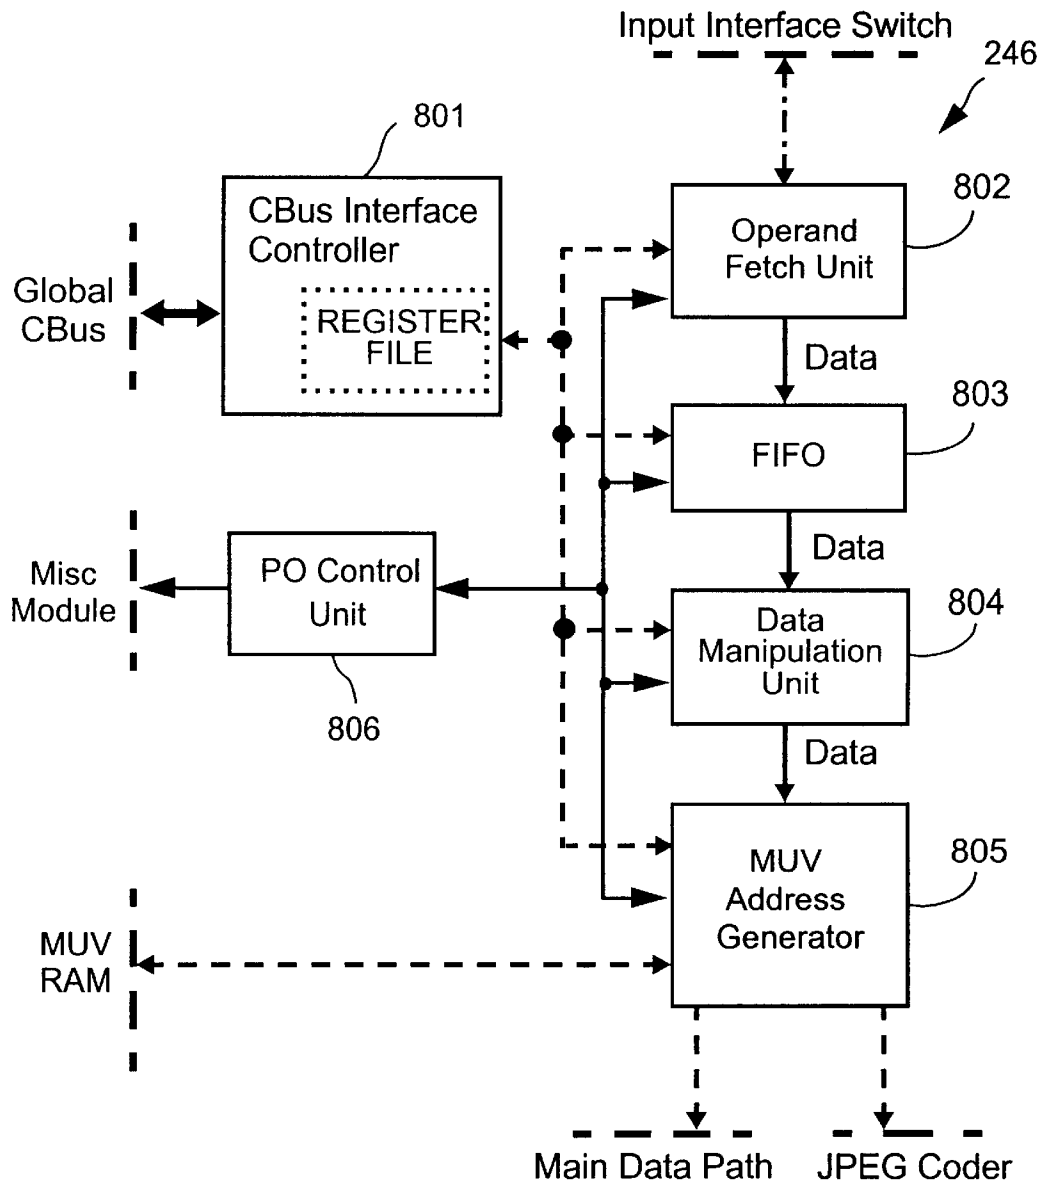 Input Interface Switch
246
801
CBus Interface
Controller
REGISTER
FILE
Global
CBus
802
Operand
Fetch Unit
Data
803
FIFO
Data
Misc
Module
PO Control
Unit
806
804
Data
Manipulation
Unit
Data
805
MUV
Address
Generator
MUV
RAM
Main Data Path
JPEG Coder